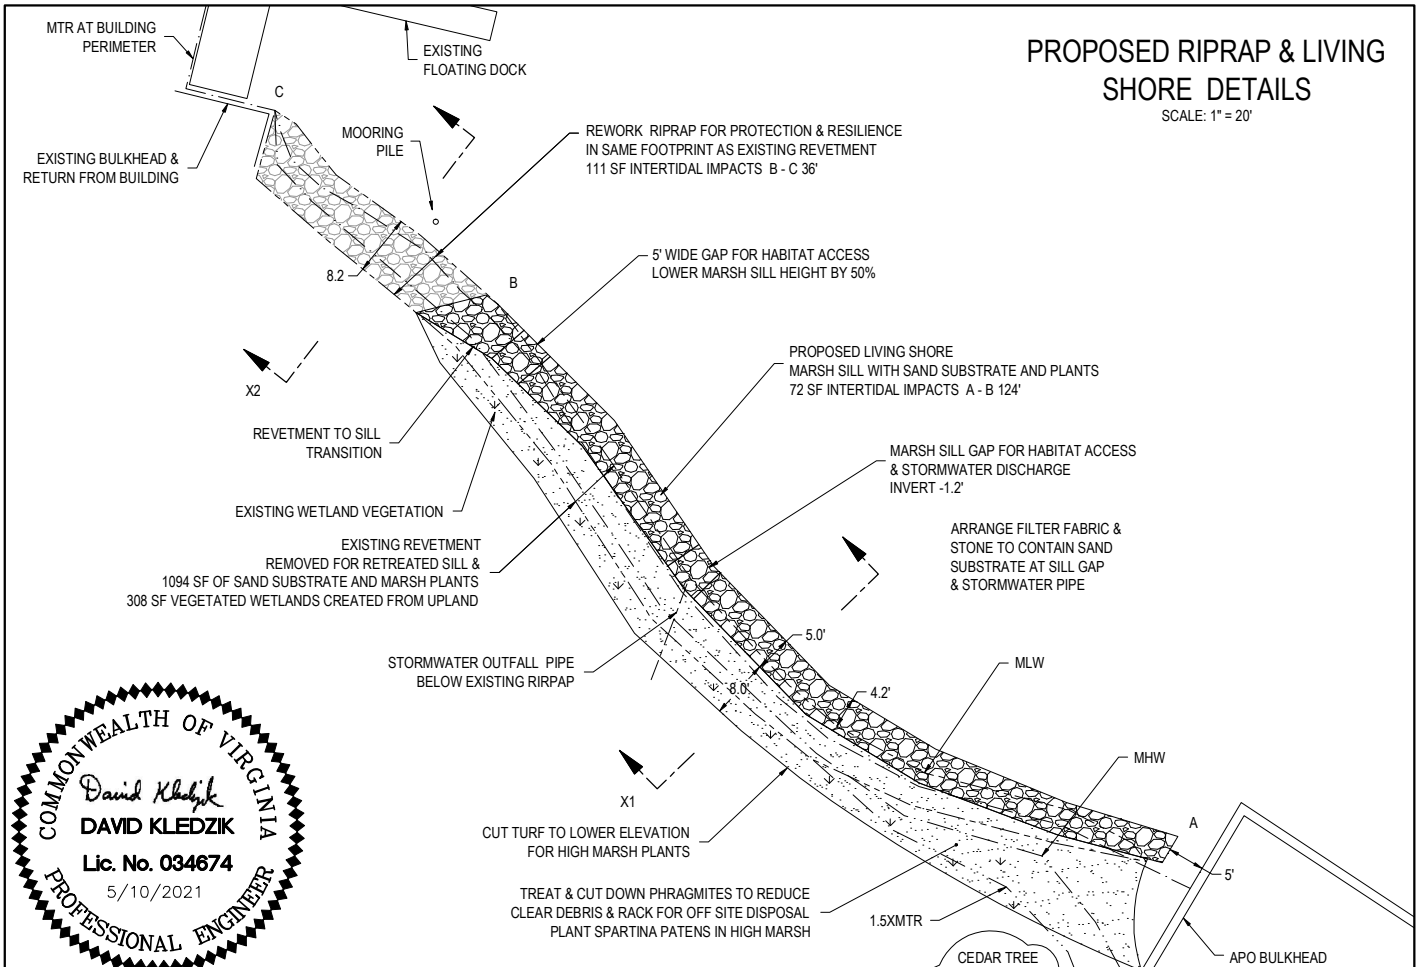 PROPOSED RIPRAP & LIVING
SHORE DETAILS
SCALE: 1" = 20'
MTR AT BUILDING
PERIMETER
EXISTING
FLOATING DOCK
C
MOORING
PILE
EXISTING BULKHEAD &
RETURN FROM BUILDING
REWORK RIPRAP FOR PROTECTION & RESILIENCE
IN SAME FOOTPRINT AS EXISTING REVETMENT
111 SF INTERTIDAL IMPACTS B - C 36'
8.2
5' WIDE GAP FOR HABITAT ACCESS
LOWER MARSH SILL HEIGHT BY 50%
B
X2
PROPOSED LIVING SHORE
MARSH SILL WITH SAND SUBSTRATE AND PLANTS
72 SF INTERTIDAL IMPACTS A - B 124'
REVETMENT TO SILL
TRANSITION
MARSH SILL GAP FOR HABITAT ACCESS
& STORMWATER DISCHARGE
INVERT -1.2'
EXISTING WETLAND VEGETATION
EXISTING REVETMENT
REMOVED FOR RETREATED SILL &
1094 SF OF SAND SUBSTRATE AND MARSH PLANTS
308 SF VEGETATED WETLANDS CREATED FROM UPLAND
ARRANGE FILTER FABRIC &
STONE TO CONTAIN SAND
SUBSTRATE AT SILL GAP
& STORMWATER PIPE
STORMWATER OUTFALL PIPE
BELOW EXISTING RIRPAP
5.0'
8.0'
4.2'
MLW
MHW
X1
A
5'
CUT TURF TO LOWER ELEVATION
FOR HIGH MARSH PLANTS
TREAT & CUT DOWN PHRAGMITES TO REDUCE
CLEAR DEBRIS & RACK FOR OFF SITE DISPOSAL
PLANT SPARTINA PATENS IN HIGH MARSH
1.5XMTR
CEDAR TREE
APO BULKHEAD
COMMONWEALTH OF VIRGINIA
David Kledzik
DAVID KLEDZIK
Lic. No. 034674
5/10/2021
PROFESSIONAL ENGINEER